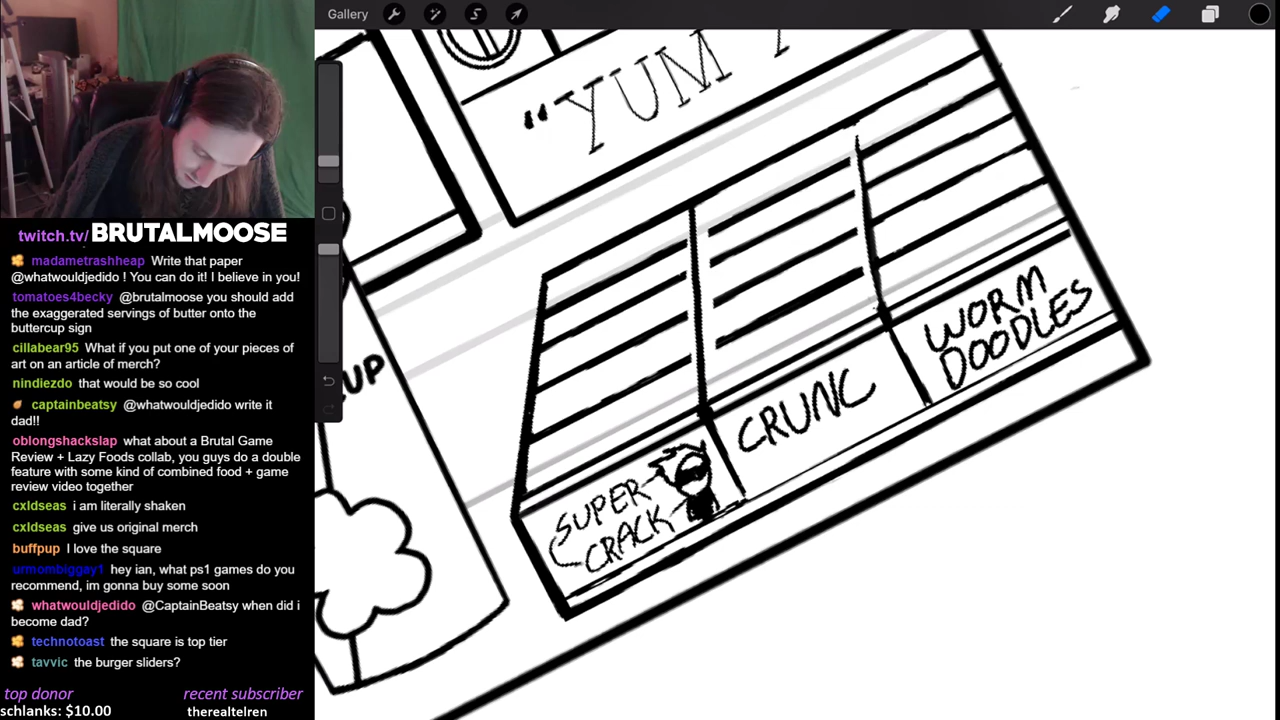 Gallery
"YUM
UP
SUPER
CRACK
CRUNC
WORM
DOODLES
twitch.tv/BRUTALMOOSE
madametrashheap Write that paper
@whatwouldjedido ! You can do it! I believe in you!
tomatoes4becky @brutalmoose you should add
the exaggerated servings of butter onto the
buttercup sign
cillabear95 What if you put one of your pieces of
art on an article of merch?
nindiezdo that would be so cool
captainbeatsy @whatwouldjedido write it
dad!!
oblongshackslap what about a Brutal Game
Review + Lazy Foods collab, you guys do a double
feature with some kind of combined food + game
review video together
cxldseas i am literally shaken
cxldseas give us original merch
buffpup I love the square
urmombiggay1 hey ian, what ps1 games do you
recommend, im gonna buy some soon
whatwouldjedido @CaptainBeatsy when did i
become dad?
technotoast the square is top tier
tavvic the burger sliders?
top donor
schlanks: $10.00
recent subscriber
therealtelren